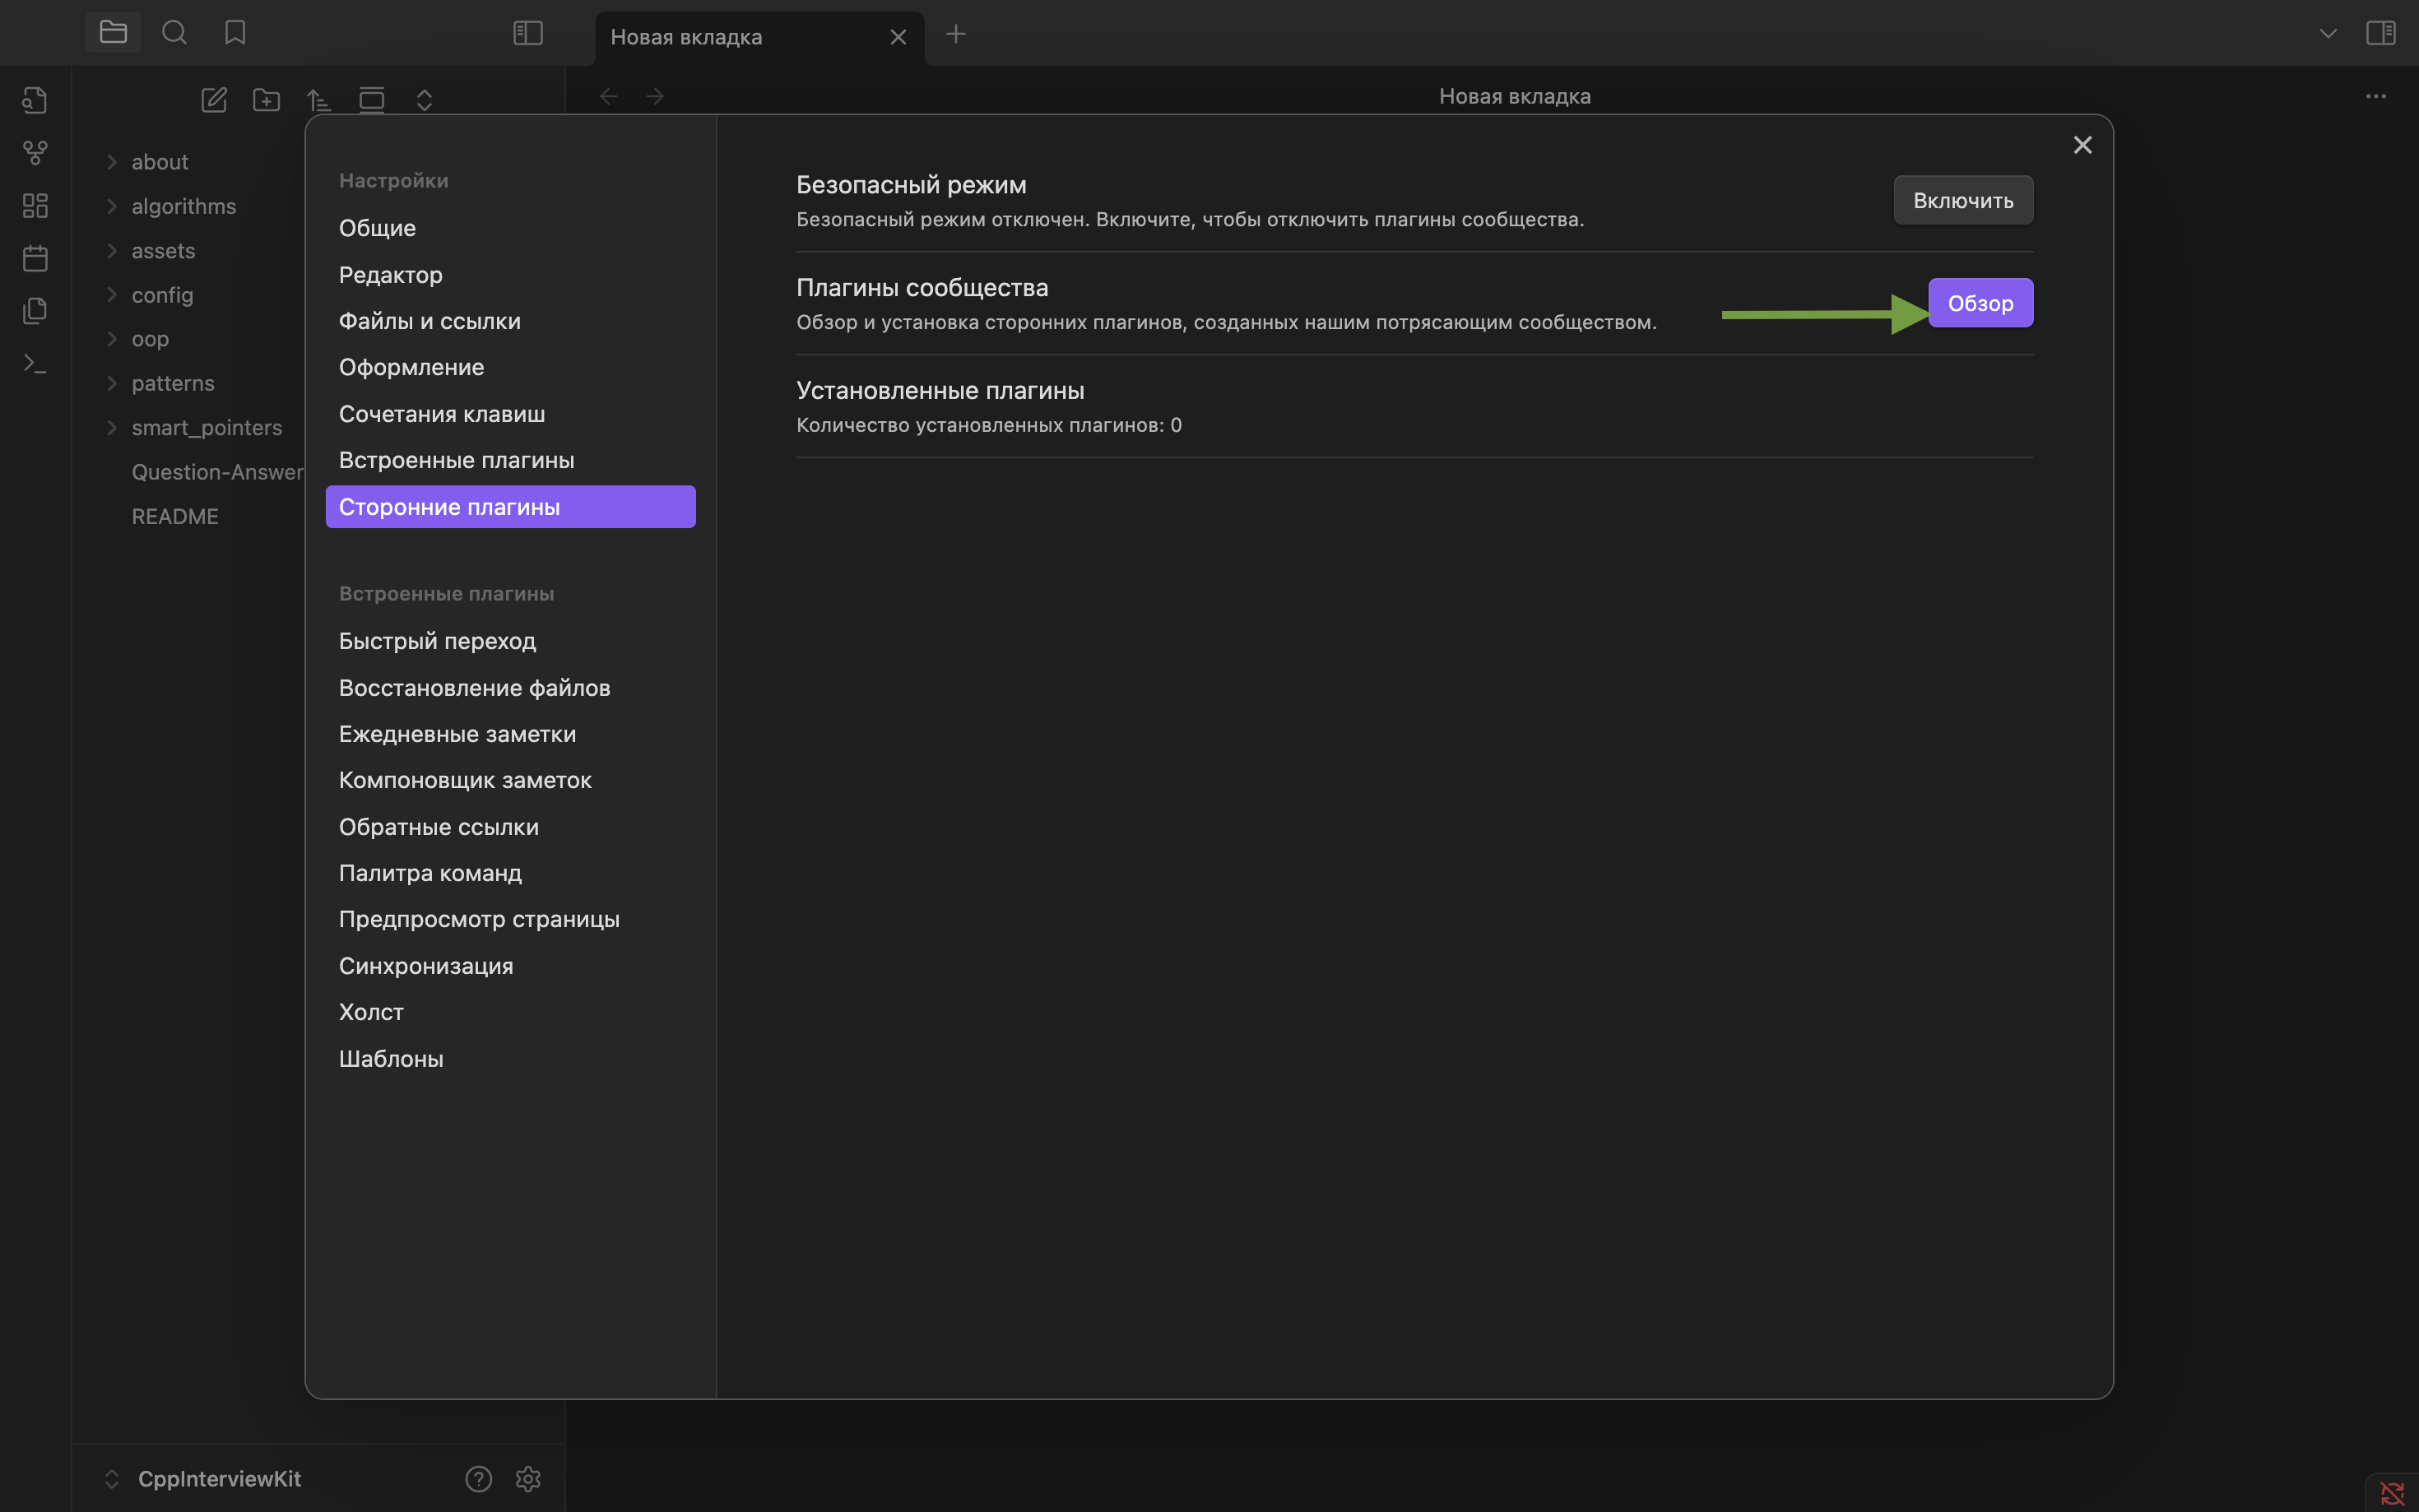 Новая вкладка
Новая вкладка
about
algorithms
assets
config
oop
patterns
smart_pointers
Question-Answer
README
CppInterviewKit
Настройки
Общие
Редактор
Файлы и ссылки
Оформление
Сочетания клавиш
Встроенные плагины
Сторонние плагины
Встроенные плагины
Быстрый переход
Восстановление файлов
Ежедневные заметки
Компоновщик заметок
Обратные ссылки
Палитра команд
Предпросмотр страницы
Синхронизация
Холст
Шаблоны
Безопасный режим
Безопасный режим отключен. Включите, чтобы отключить плагины сообщества.
Включить
Плагины сообщества
Обзор и установка сторонних плагинов, созданных нашим потрясающим сообществом.
Обзор
Установленные плагины
Количество установленных плагинов: 0